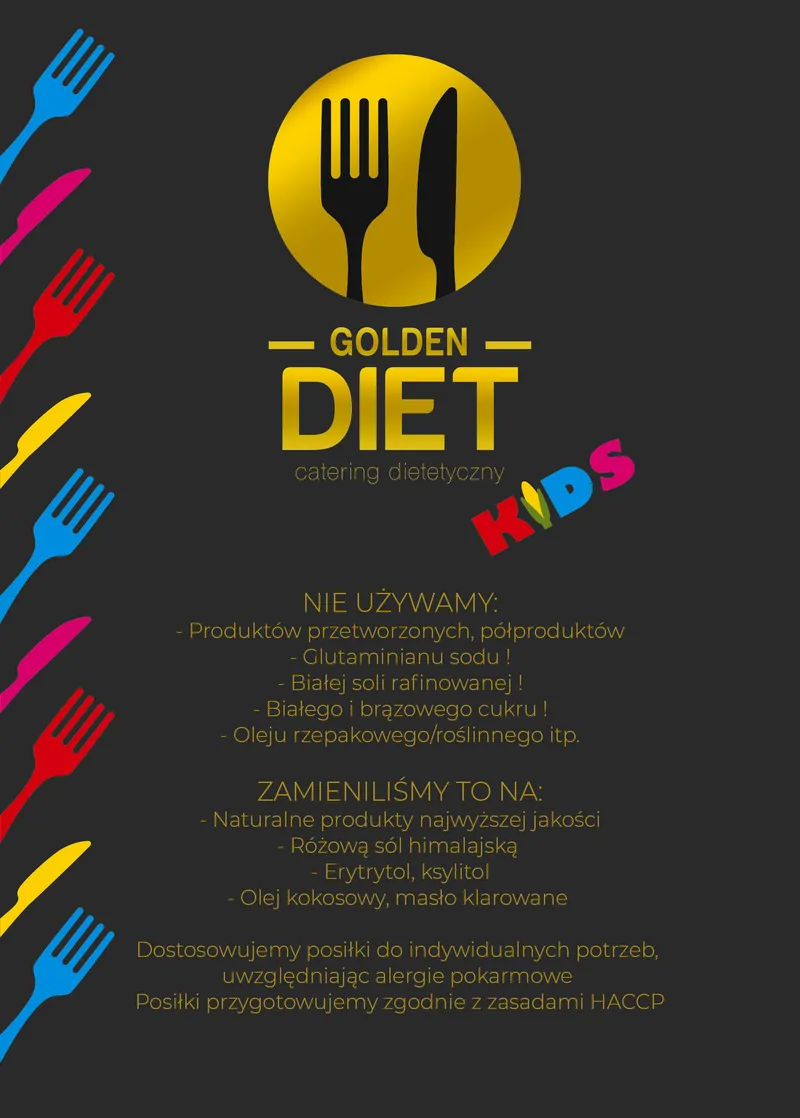 GOLDEN
DIET
catering dietetyczny
KIDS
NIE UŻYWAMY:
- Produktów przetworzonych, półproduktów
- Glutaminianu sodu !
- Białej soli rafinowanej !
- Białego i brązowego cukru !
- Oleju rzepakowego/roślinnego itp.
ZAMIENILIŚMY TO NA:
- Naturalne produkty najwyższej jakości
- Różową sól himalajską
- Erytrytol, ksylitol
- Olej kokosowy, masło klarowane
Dostosowujemy posiłki do indywidualnych potrzeb,
uwzględniając alergie pokarmowe
Posiłki przygotowujemy zgodnie z zasadami HACCP